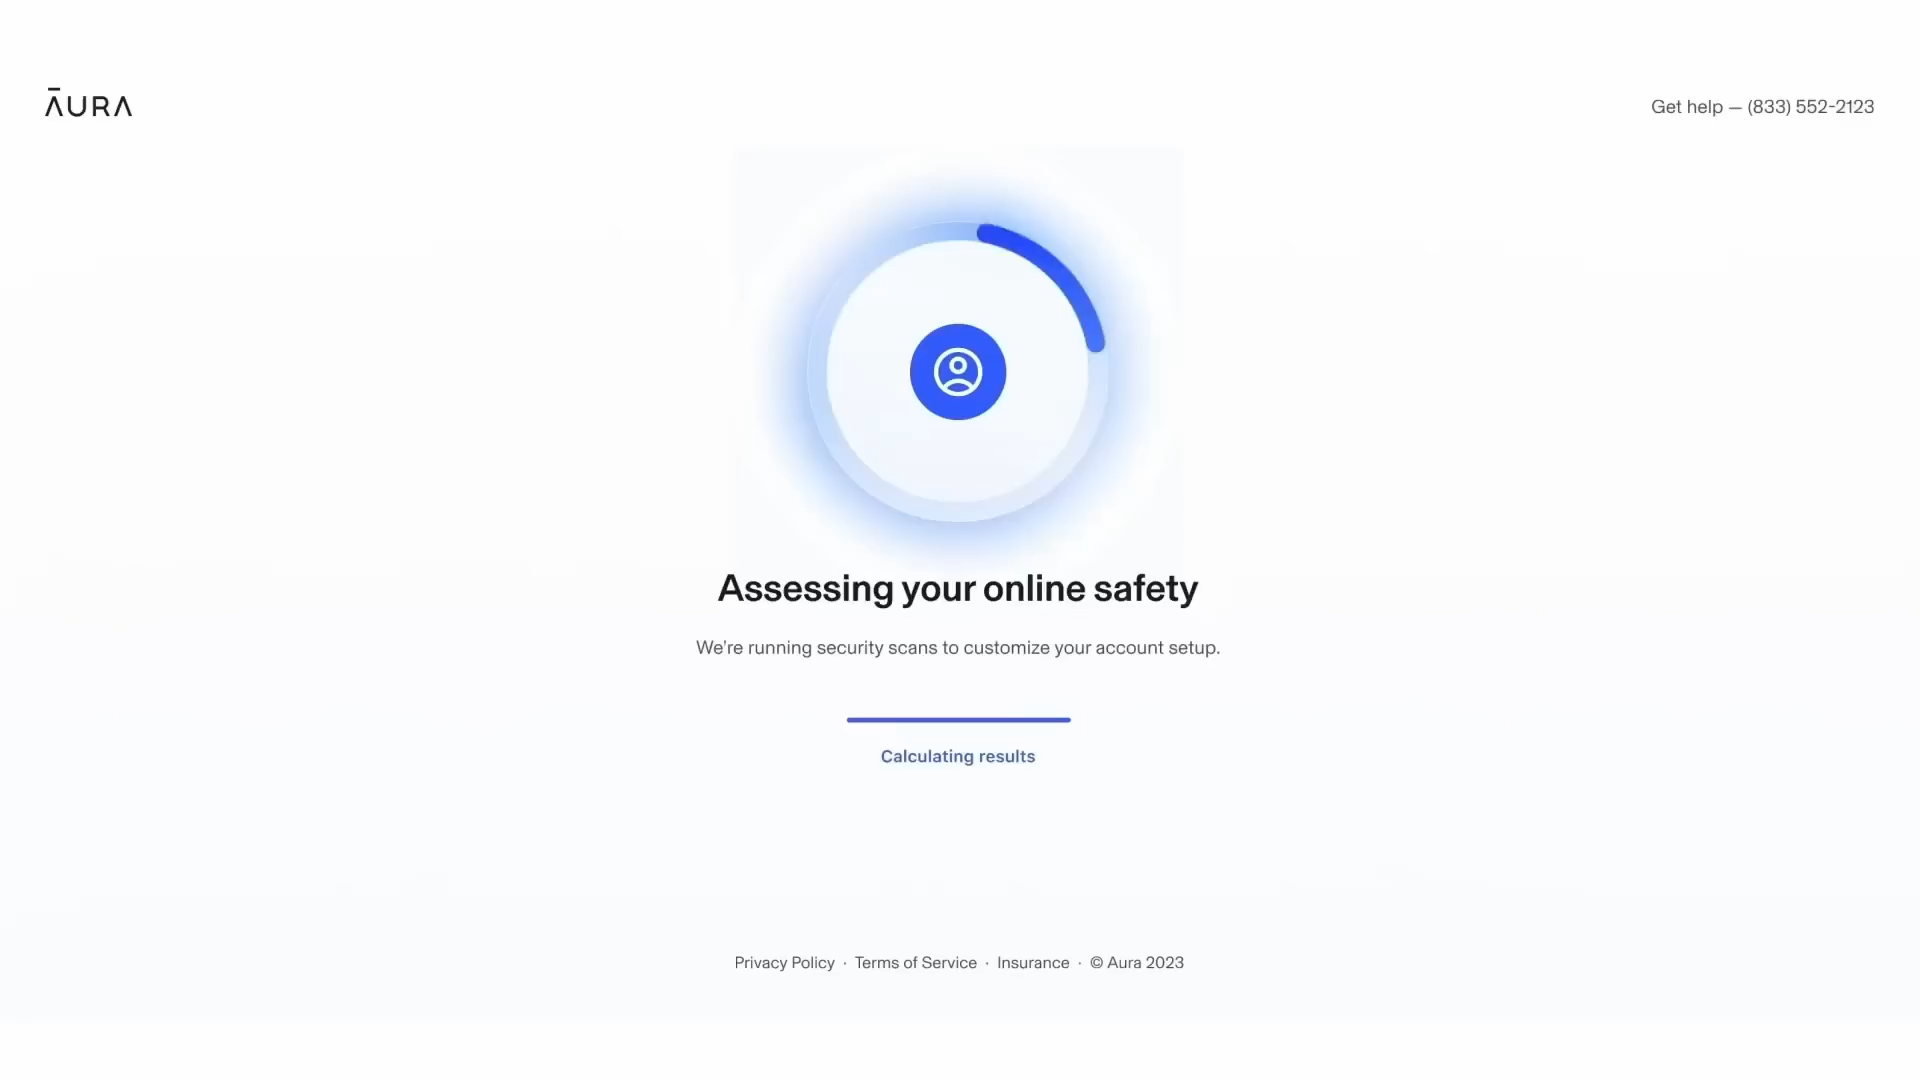 ĀURA
Get help — (833) 552-2123
Assessing your online safety
We're running security scans to customize your account setup.
Calculating results
Privacy Policy · Terms of Service · Insurance · © Aura 2023